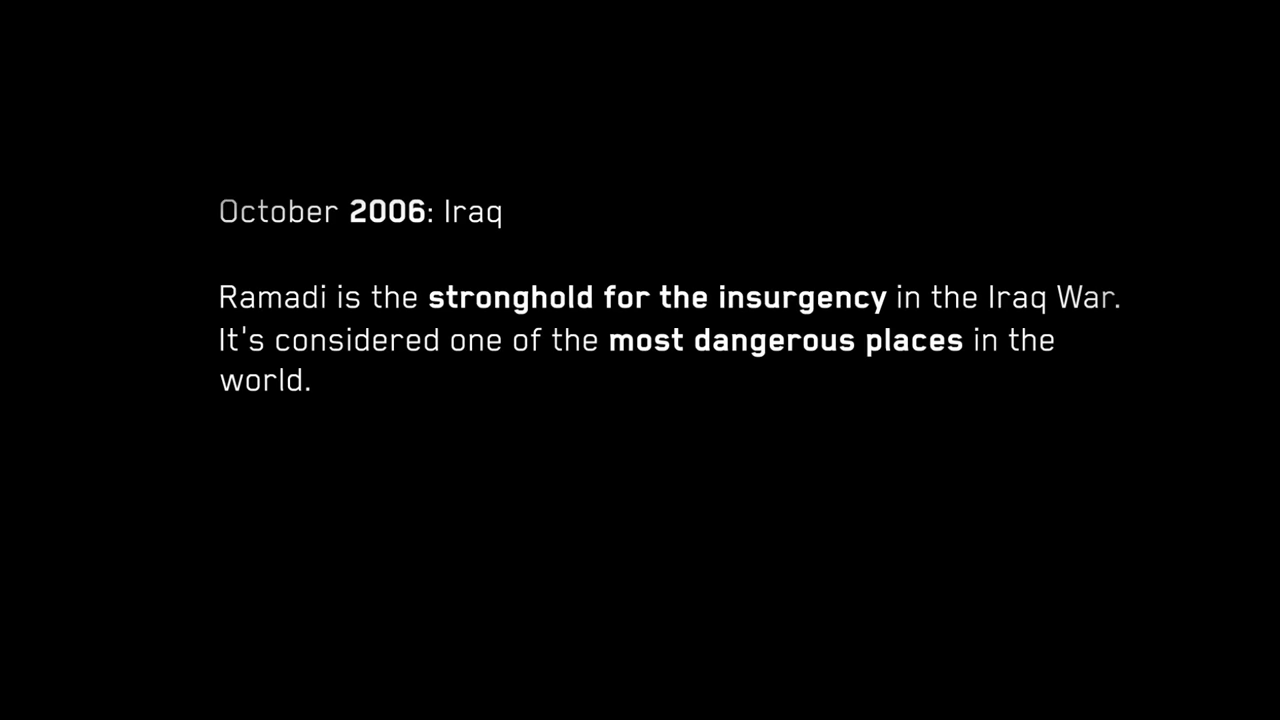 October 2006: Iraq
Ramadi is the stronghold for the insurgency in the Iraq War.
It's considered one of the most dangerous places in the
world.